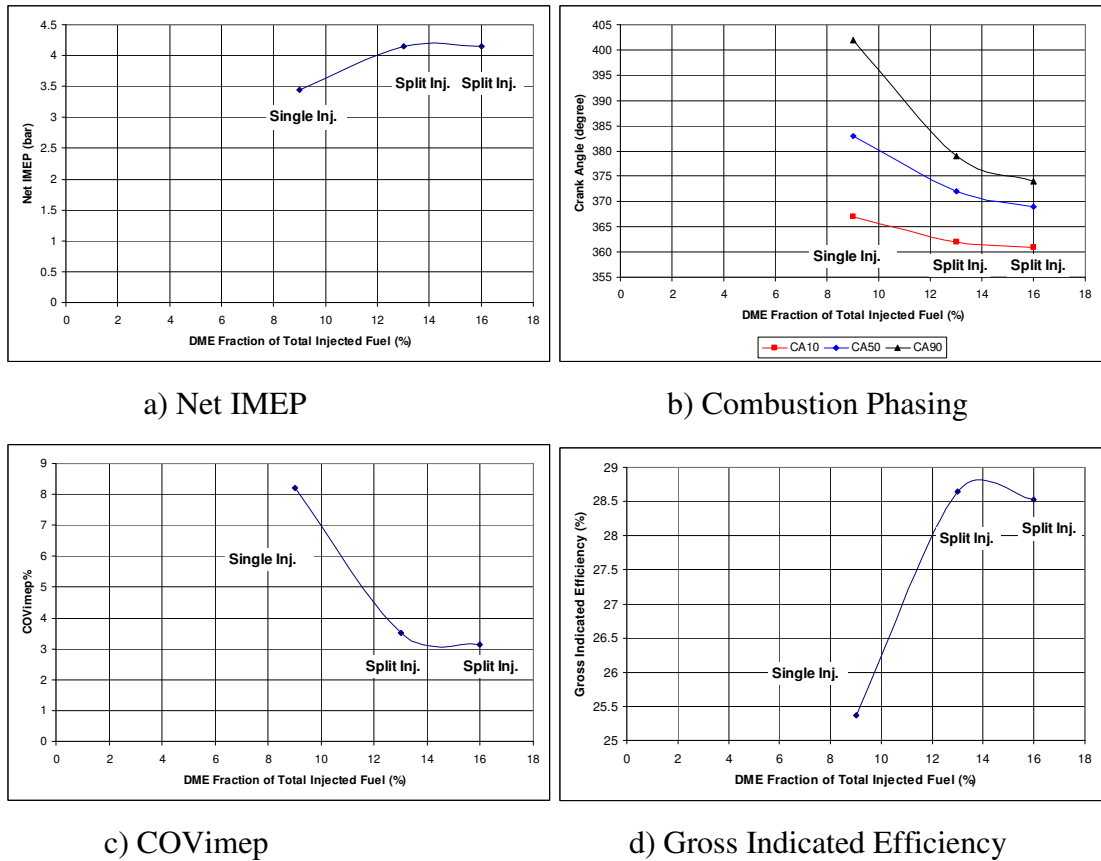 4.5
4
3.5
3
2.5
2
1.5
1
0.5
0
Net IMEP (bar)
Single Inj.
Split Inj. Split Inj.
0 2 4 6 8 10 12 14 16 18
DME Fraction of Total Injected Fuel (%)
a) Net IMEP
400
395
390
385
380
375
370
365
360
355
Crank Angle (degree)
Single Inj.
Split Inj. Split Inj.
0 2 4 6 8 10 12 14 16 18
DME Fraction of Total Injected Fuel (%)
CA10 CA50 CA90
b) Combustion Phasing
9
8
7
6
5
4
3
2
1
0
COVimep%
Single Inj.
Split Inj. Split Inj.
0 2 4 6 8 10 12 14 16 18
DME Fraction of Total Injected Fuel (%)
c) COVimep
29
28.5
28
27.5
27
26.5
26
25.5
25
Gross Indicated Efficiency (%)
Single Inj.
Split Inj.
Split Inj.
0 2 4 6 8 10 12 14 16 18
DME Fraction of Total Injected Fuel (%)
d) Gross Indicated Efficiency